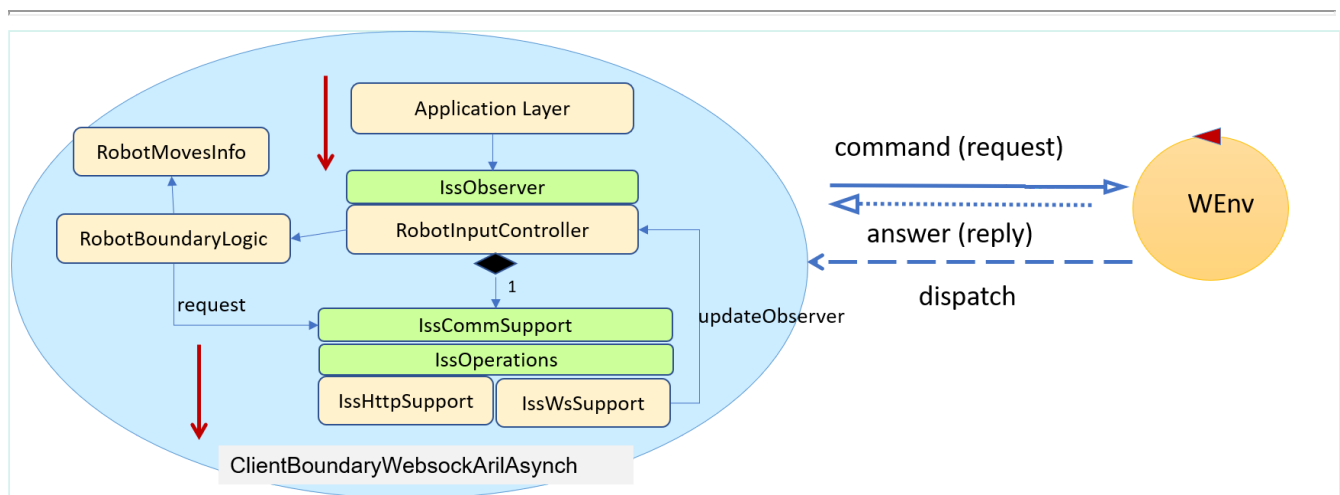 Application Layer
RobotMovesInfo
IssObserver
RobotBoundaryLogic
RobotInputController
1
request
IssCommSupport
updateObserver
IssOperations
IssHttpSupport
IssWsSupport
ClientBoundaryWebsockArilAsynch
command (request)
answer (reply)
dispatch
WEnv